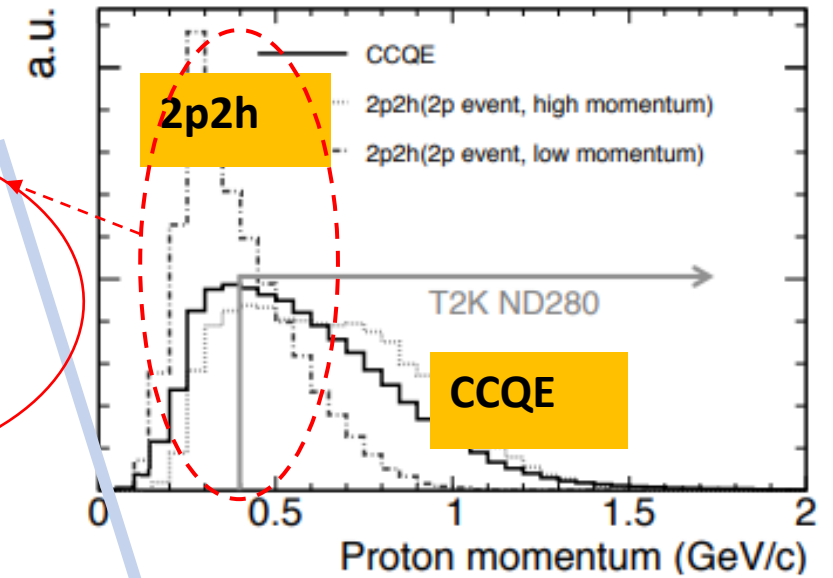 a.u.
CCQE
2p2h(2p event, high momentum)
2p2h(2p event, low momentum)
2p2h
T2K ND280
CCQE
0 0.5 1 1.5 2
Proton momentum (GeV/c)